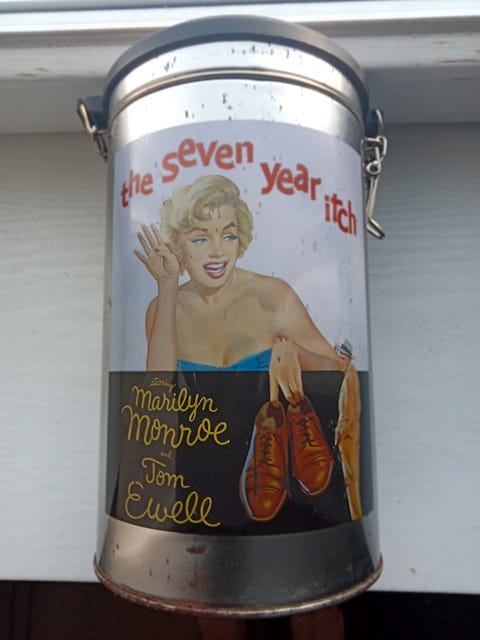 the seven
year itch
starring
Marilyn
Monroe
and
Tom
Ewell